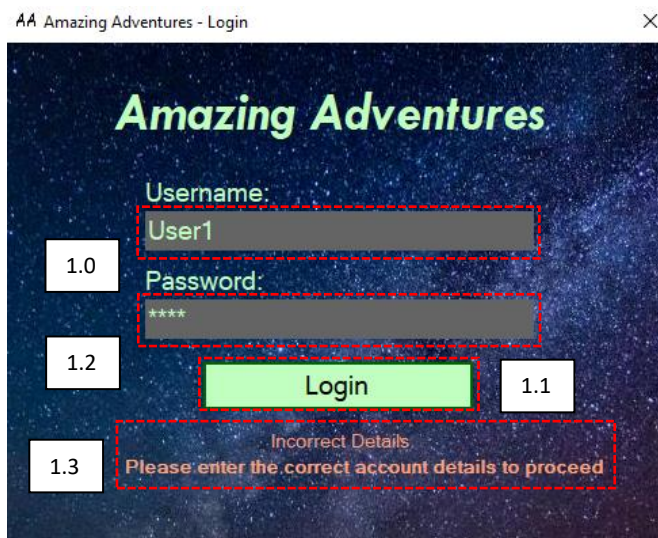 AA Amazing Adventures - Login
Amazing Adventures
Username:
User1
1.0
Password:
****
1.2
Login
1.1
Incorrect Details
1.3
Please enter the correct account details to proceed